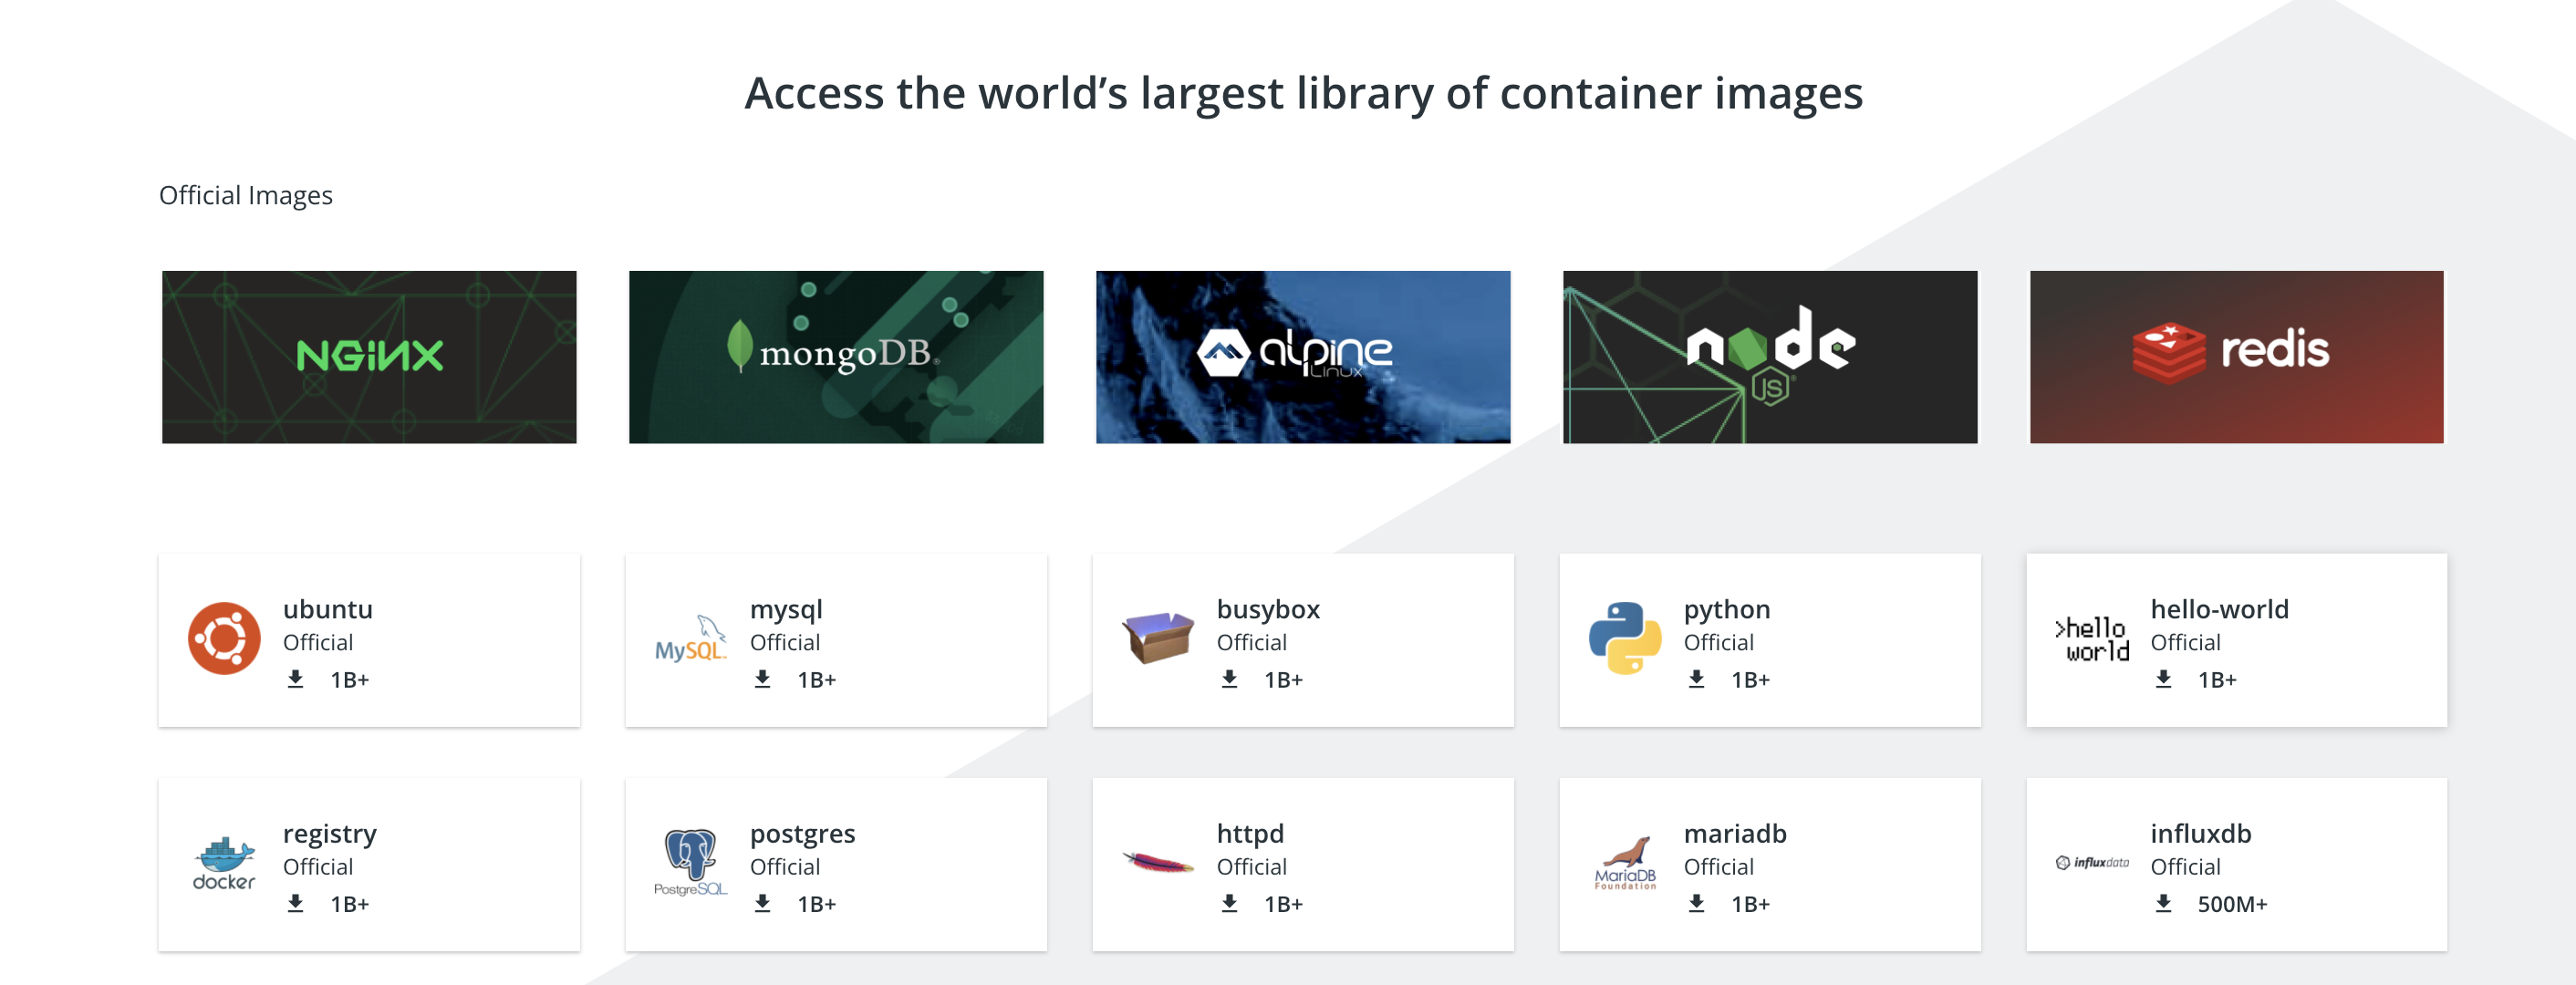 Access the world’s largest library of container images
Official Images
NGiNX
mongoDB®
alpine
Linux
node
JS®
redis
ubuntu
Official
1B+
MySQL™
mysql
Official
1B+
busybox
Official
1B+
python
Official
1B+
>hello
world
hello-world
Official
1B+
docker
registry
Official
1B+
PostgreSQL
postgres
Official
1B+
httpd
Official
1B+
MariaDB
Foundation
mariadb
Official
1B+
influxdata
influxdb
Official
500M+